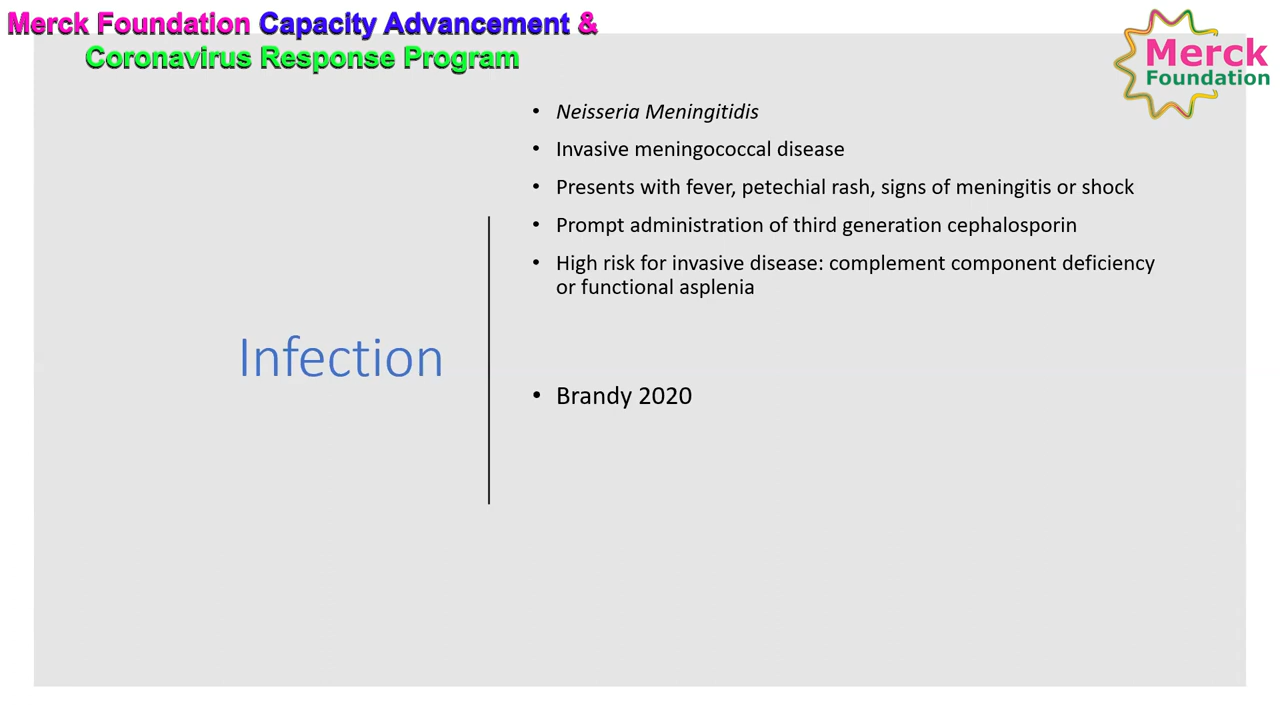 Merck Foundation Capacity Advancement &
Coronavirus Response Program
Merck
Foundation
• Neisseria Meningitidis
• Invasive meningococcal disease
• Presents with fever, petechial rash, signs of meningitis or shock
• Prompt administration of third generation cephalosporin
• High risk for invasive disease: complement component deficiency
or functional asplenia
Infection
• Brandy 2020